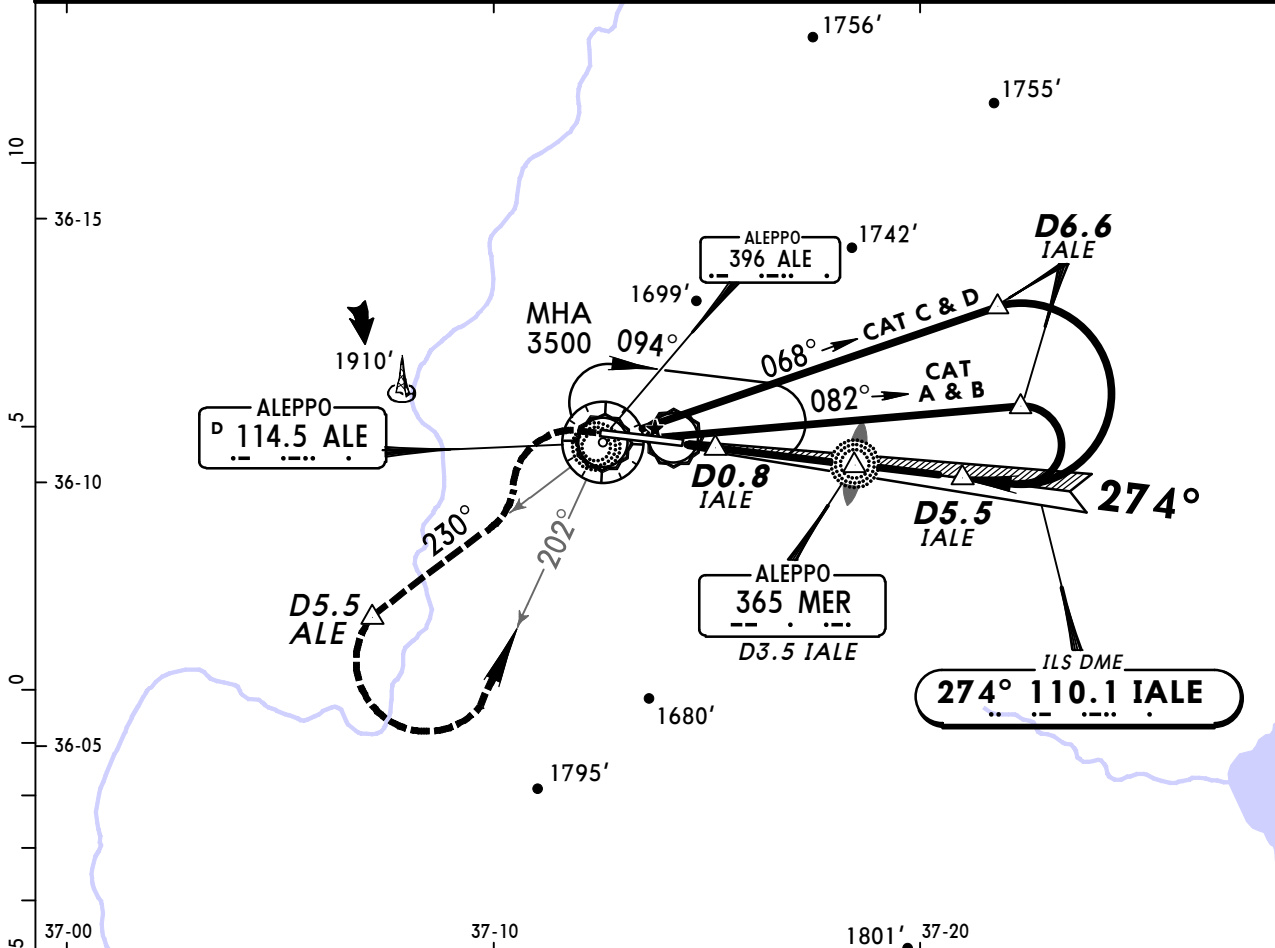 1756'
1755'
10
36-15
D6.6
IALE
ALEPPO
396 ALE
1742'
1699'
MHA
3500
094°
068° CAT C & D
1910'
082° CAT
A & B
ALEPPO
D 114.5 ALE
5
D0.8
IALE
36-10
274°
D5.5
IALE
230°
202°
ALEPPO
365 MER
D3.5 IALE
D5.5
ALE
ILS DME
274° 110.1 IALE
0
1680'
36-05
1795'
5
37-00
37-10
1801'
37-20